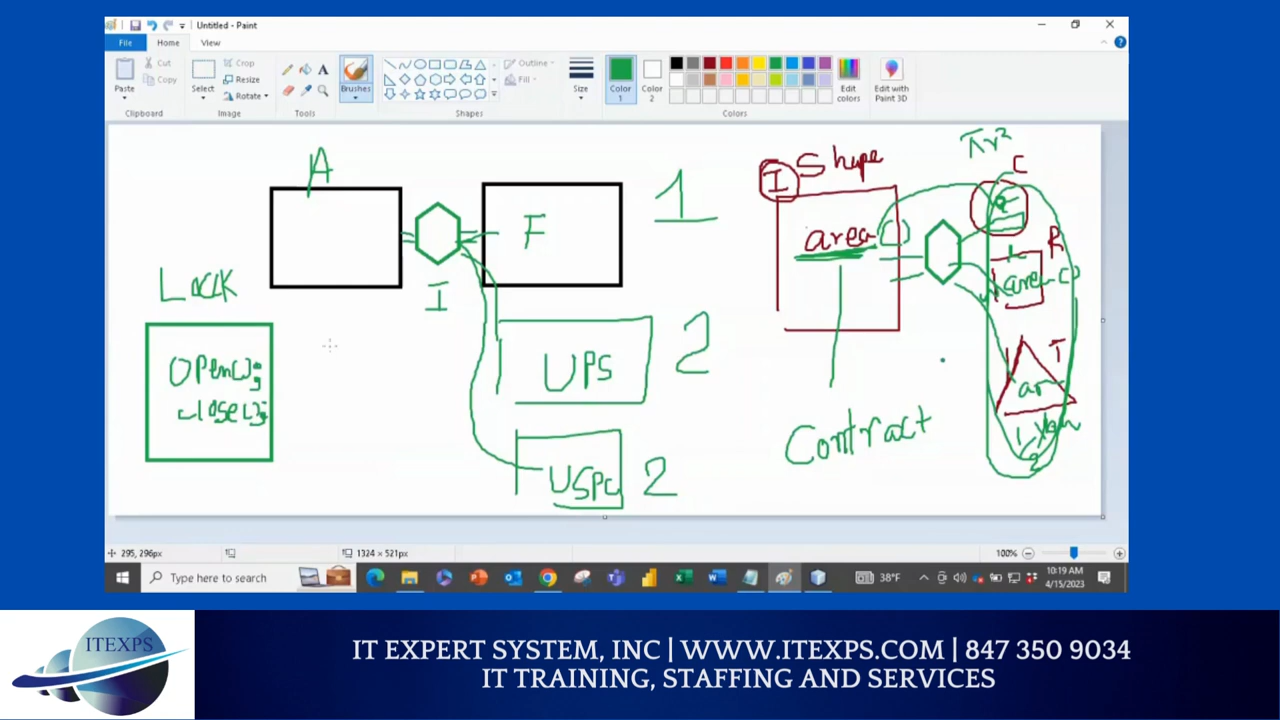 Untitled - Paint
File Home View
Paste
Cut
Copy
Clipboard
Select
Crop
Resize
Rotate
Image
Tools
Brushes
Shapes
Outline
Fill
Size
Color 1
Color 2
Edit colors
Edit with Paint 3D
Colors
A
I
F
1
Lock
Open();
close();
UPS
2
USPC
2
I Shape
area()
Contract
πr²
C
R
area()
T
ar
295, 296px
1324 × 521px
100%
Type here to search
38°F
10:19 AM
4/15/2023
ITEXPS
IT EXPERT SYSTEM, INC | WWW.ITEXPS.COM | 847 350 9034
IT TRAINING, STAFFING AND SERVICES